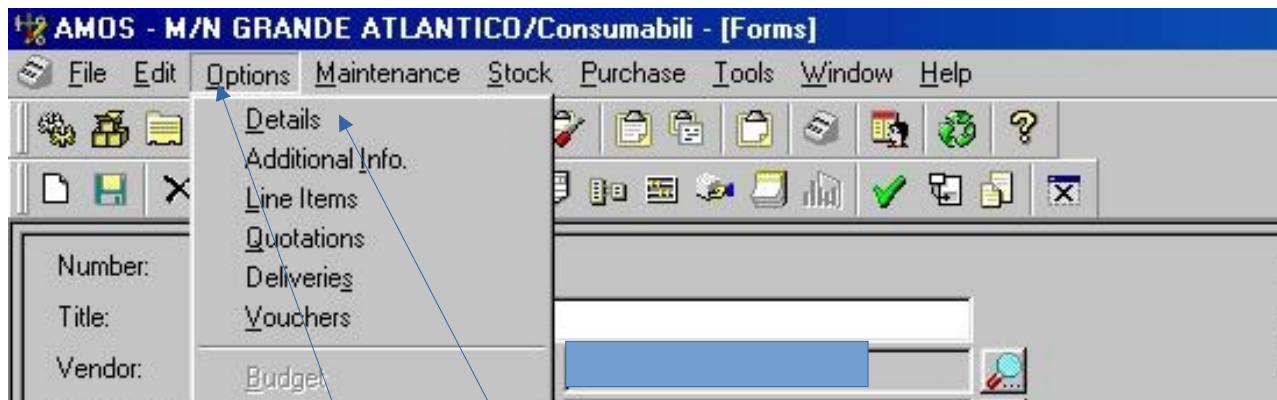 AMOS - M/N GRANDE ATLANTICO/Consumabili - [Forms]
File Edit Options Maintenance Stock Purchase Tools Window Help
Details
Additional Info.
Line Items
Quotations
Deliveries
Vouchers
Budget
Number:
Title:
Vendor: